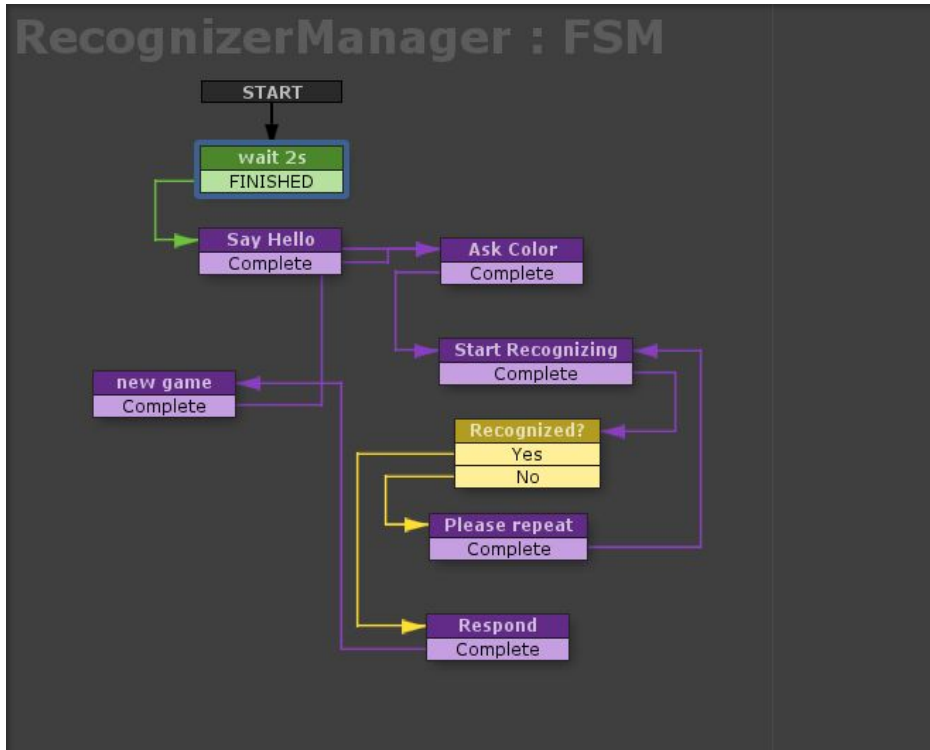 RecognizerManager : FSM
START
wait 2s
FINISHED
Say Hello
Complete
Ask Color
Complete
Start Recognizing
Complete
new game
Complete
Recognized?
Yes
No
Please repeat
Complete
Respond
Complete